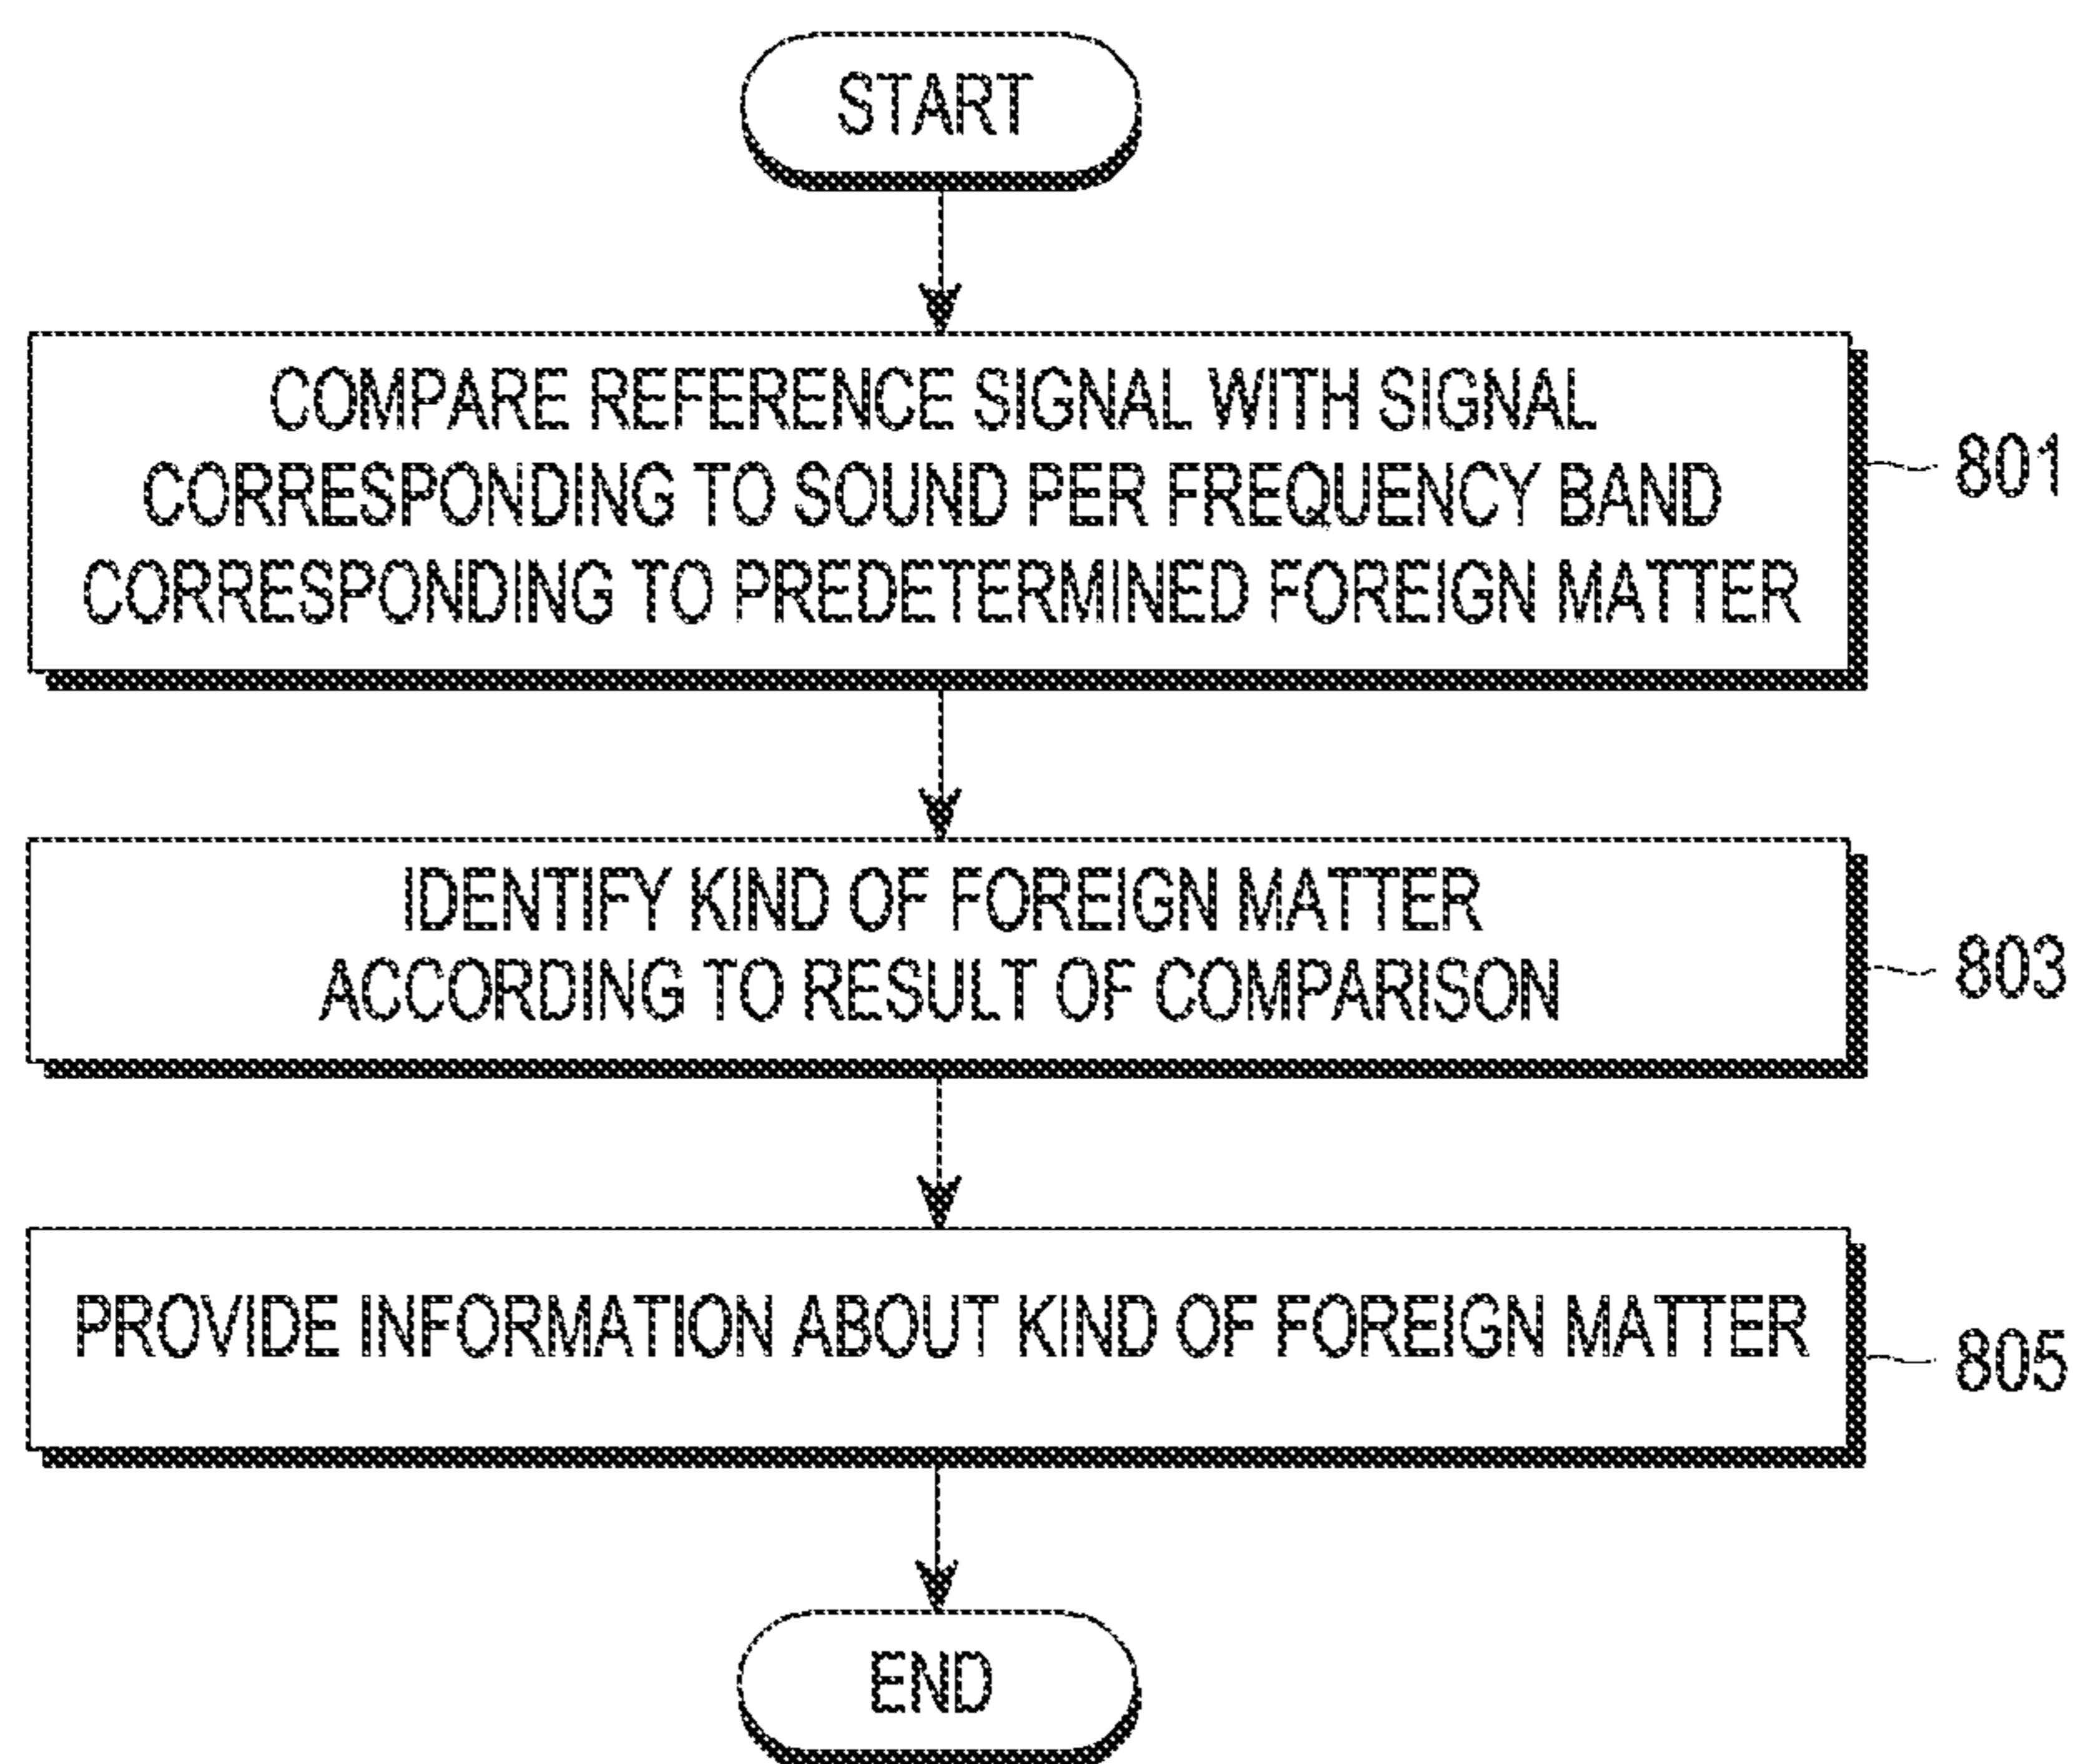 START
COMPARE REFERENCE SIGNAL WITH SIGNAL
CORRESPONDING TO SOUND PER FREQUENCY BAND
CORRESPONDING TO PREDETERMINED FOREIGN MATTER
801
IDENTIFY KIND OF FOREIGN MATTER
ACCORDING TO RESULT OF COMPARISON
803
PROVIDE INFORMATION ABOUT KIND OF FOREIGN MATTER
805
END